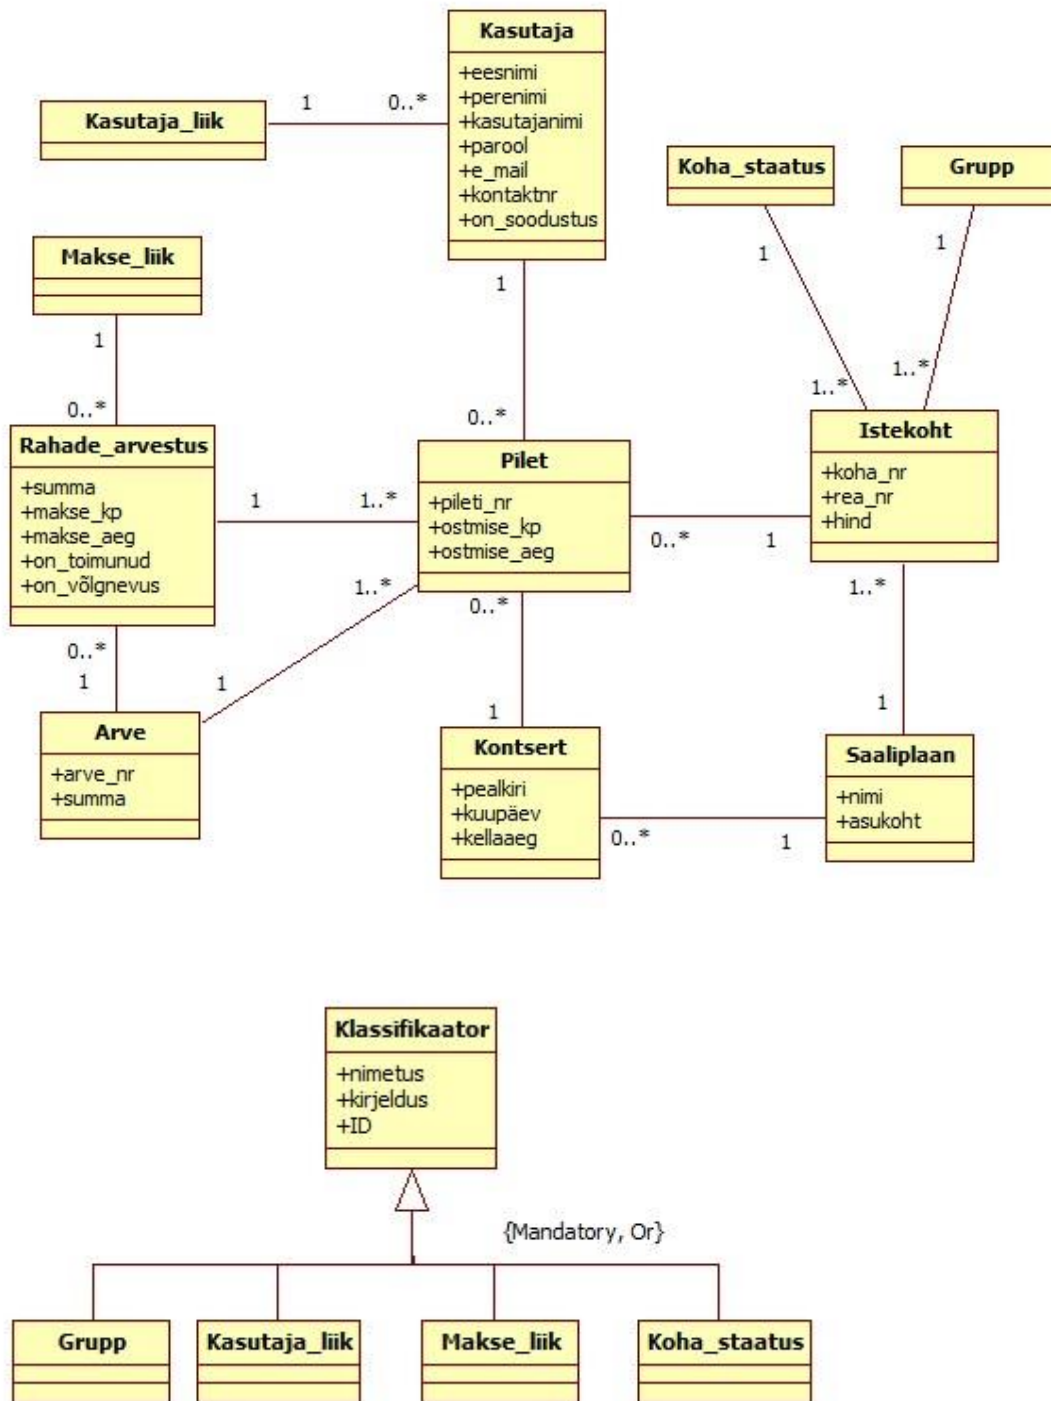 Kasutaja
+eesnimi
+perenimi
+kasutajanimi
+parool
+e_mail
+kontaktnr
+on_soodustus
Kasutaja_liik
1
0..*
Koha_staatus
Grupp
Makse_liik
1
1
1
1
0..*
0..*
1..*
1..*
Rahade_arvestus
+summa
+makse_kp
+makse_aeg
+on_toimunud
+on_võlgnevus
Pilet
+pileti_nr
+ostmise_kp
+ostmise_aeg
Istekoht
+koha_nr
+rea_nr
+hind
1
1..*
0..*
1
1..*
0..*
1..*
0..*
1
1
1
1
Arve
+arve_nr
+summa
Kontsert
+pealkiri
+kuupäev
+kellaaeg
Saaliplaan
+nimi
+asukoht
0..*
1
Klassifikaator
+nimetus
+kirjeldus
+ID
{Mandatory, Or}
Grupp
Kasutaja_liik
Makse_liik
Koha_staatus